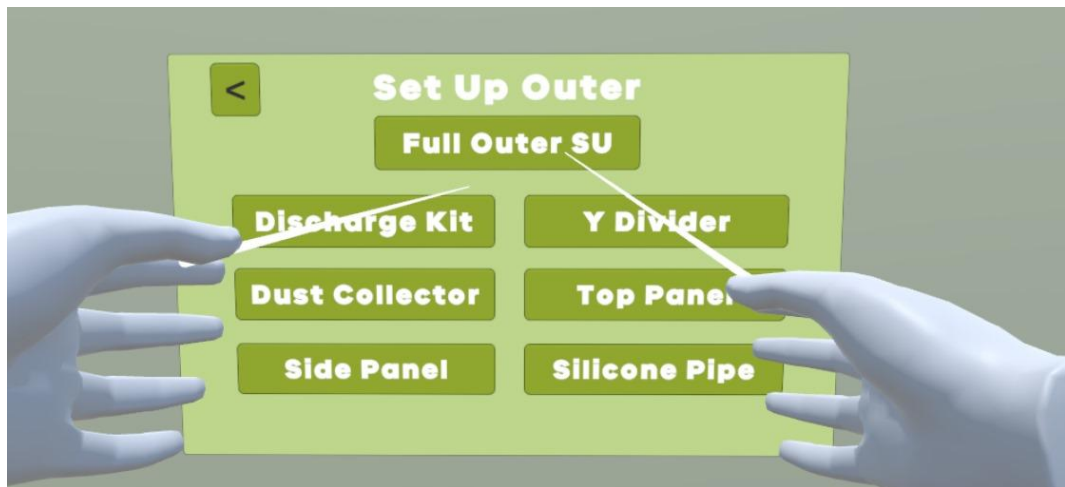 <
Set Up Outer
Full Outer SU
Discharge Kit
Y Divider
Dust Collector
Top Panel
Side Panel
Silicone Pipe